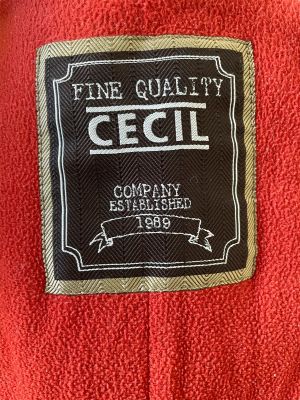 FINE QUALITY
CECIL
COMPANY
ESTABLISHED
1989